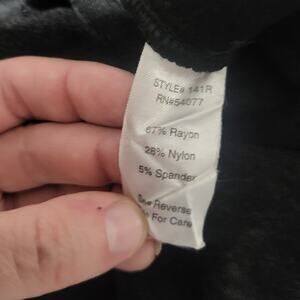 STYLE# 141R
RN#54077
67% Rayon
28% Nylon
5% Spandex
See Reverse
For Care